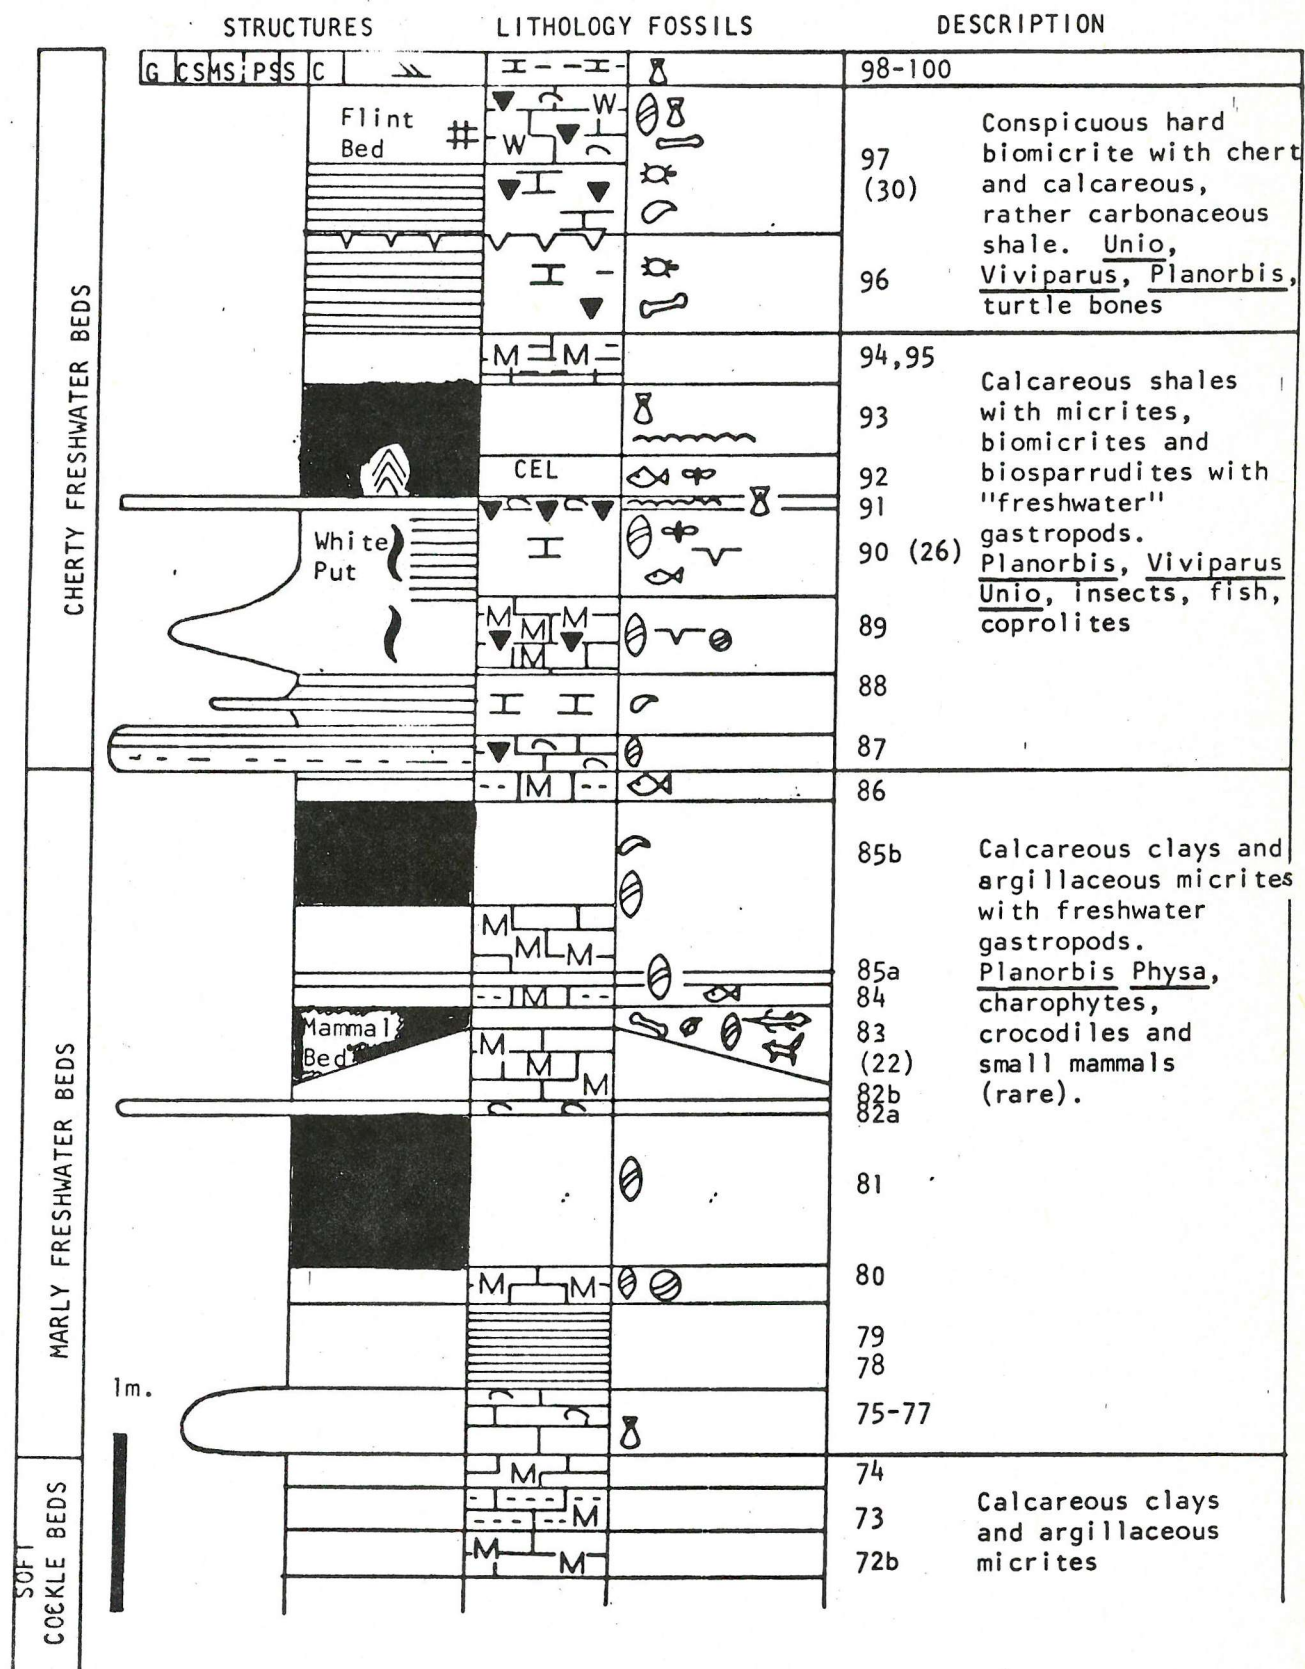 STRUCTURES LITHOLOGY FOSSILS DESCRIPTION
G CS MS PS S C
98-100
Flint
Bed
W
W
97
(30)
96
Conspicuous hard
biomicrite with chert
and calcareous,
rather carbonaceous
shale. Unio,
Viviparus, Planorbis,
turtle bones
CHERTY FRESHWATER BEDS
M M
94,95
93
CEL
92
91
White
Put
90 (26)
M M
M
M
89
88
87
Calcareous shales
with micrites,
biomicrites and
biosparrudites with
"freshwater"
gastropods.
Planorbis, Viviparus
Unio, insects, fish,
coprolites
MARLY FRESHWATER BEDS
M
86
85b
M
M M
85a
M
84
Mammal
Bed
M
M
M
83
(22)
82b
82a
81
M M
80
79
78
75-77
Calcareous clays and
argillaceous micrites
with freshwater
gastropods.
Planorbis Physa,
charophytes,
crocodiles and
small mammals
(rare).
1m.
SOFT
COCKLE BEDS
M
74
M
73
M M
72b
Calcareous clays
and argillaceous
micrites